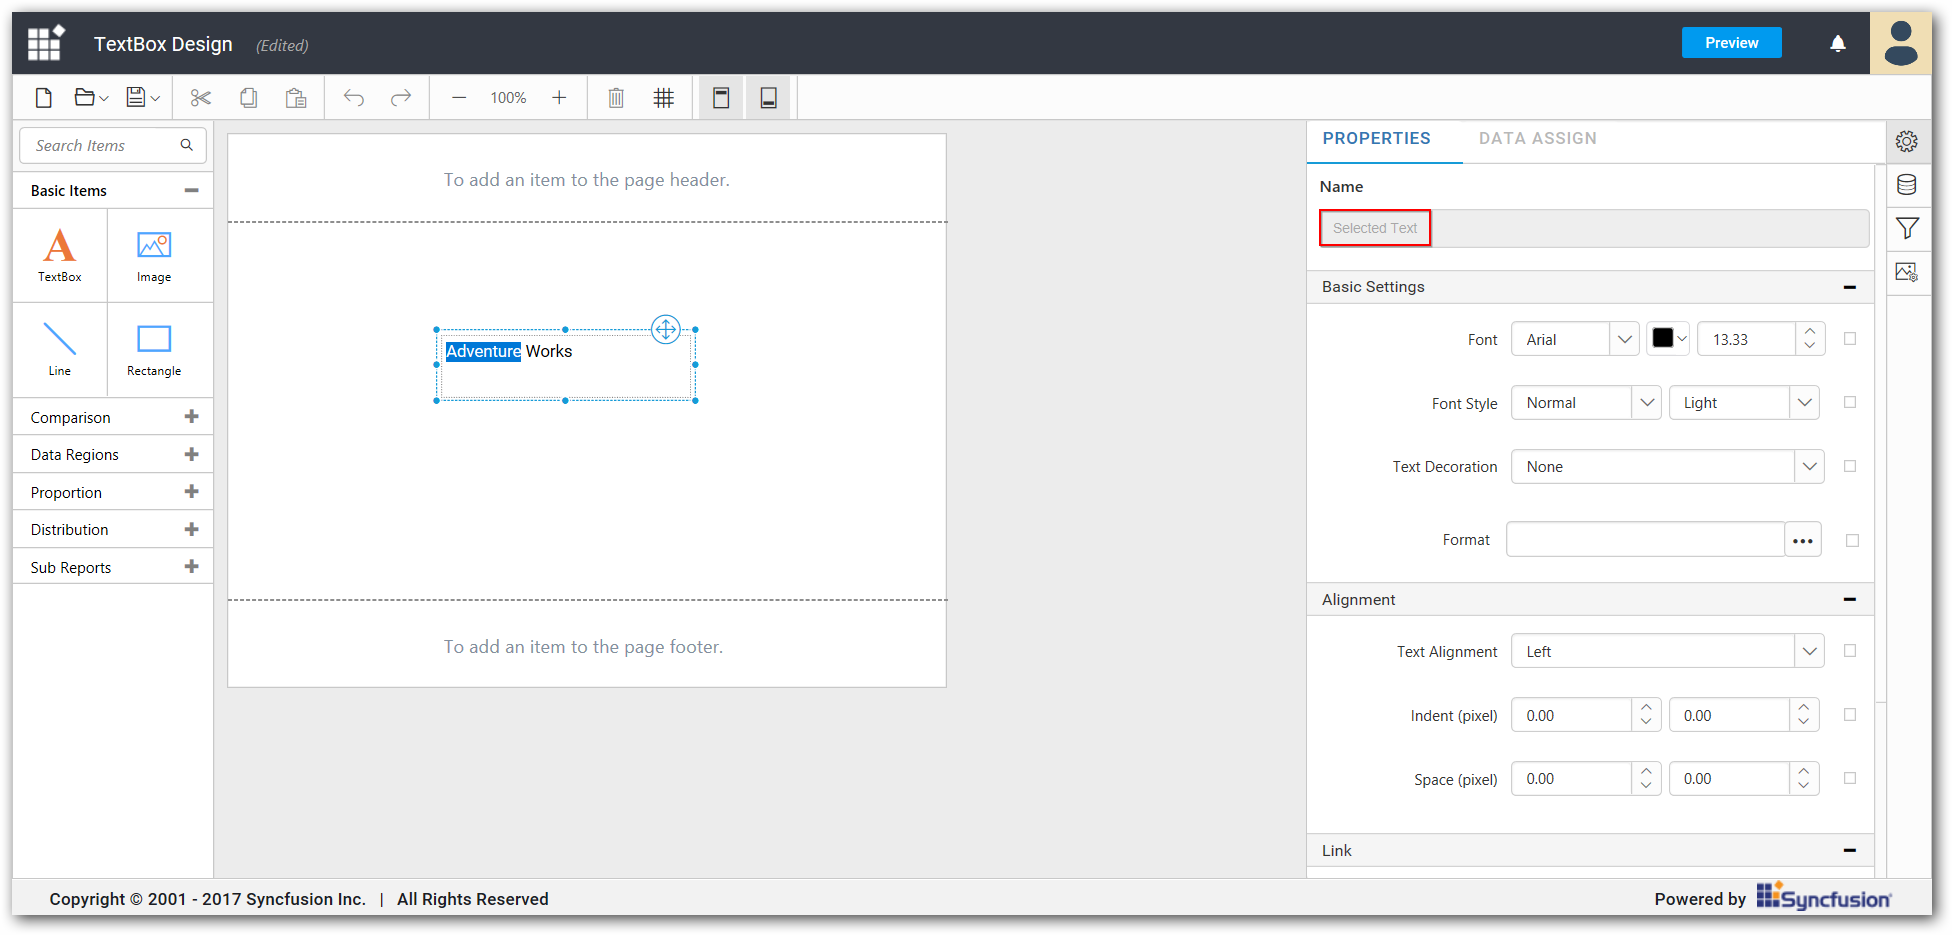 TextBox Design (Edited)
Preview
100%
Search Items
Basic Items
TextBox
Image
Line
Rectangle
Comparison
Data Regions
Proportion
Distribution
Sub Reports
To add an item to the page header.
Adventure Works
To add an item to the page footer.
PROPERTIES DATA ASSIGN
Name
Selected Text
Basic Settings
Font Arial 13.33
Font Style Normal Light
Text Decoration None
Format
Alignment
Text Alignment Left
Indent (pixel) 0.00 0.00
Space (pixel) 0.00 0.00
Link
Copyright © 2001 - 2017 Syncfusion Inc. | All Rights Reserved
Powered by Syncfusion